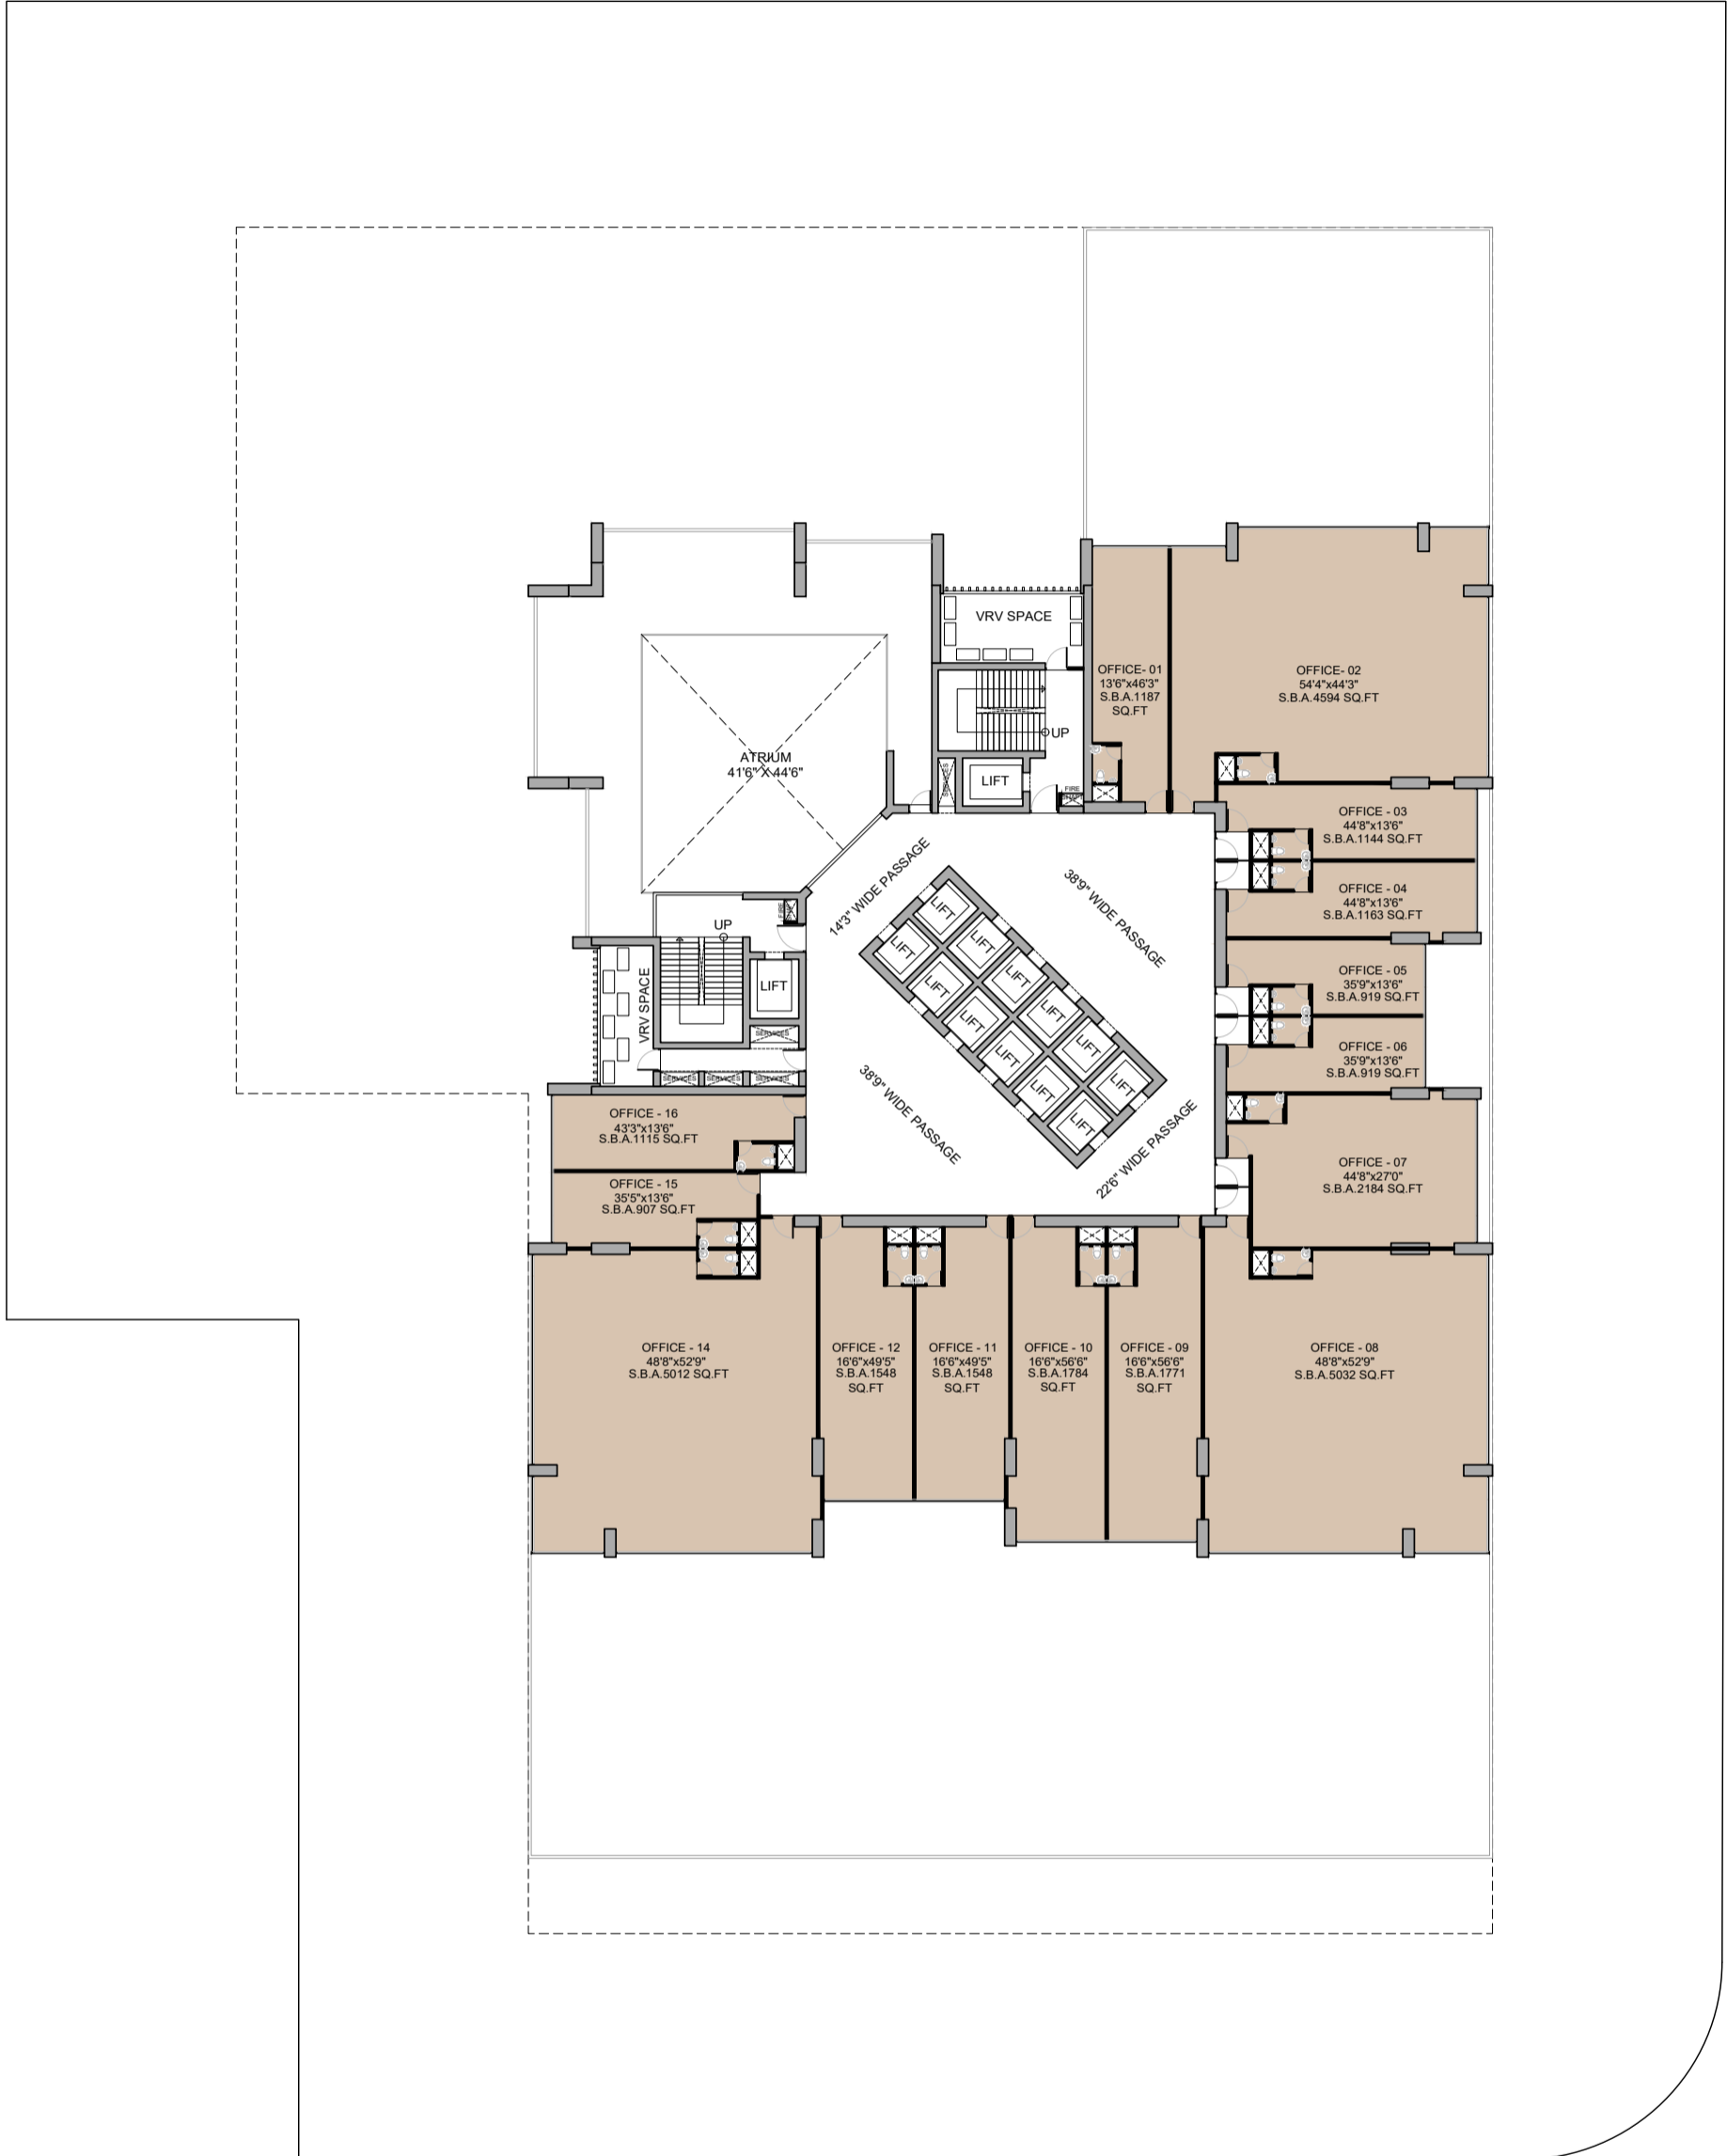 VRV SPACE
OFFICE- 01
13'6"x46'3"
S.B.A.1187
SQ.FT
OFFICE- 02
54'4"x44'3"
S.B.A.4594 SQ.FT
UP
ATRIUM
41'6" X 44'6"
LIFT
SERVICES
FIRE
OFFICE - 03
44'8"x13'6"
S.B.A.1144 SQ.FT
14'3" WIDE PASSAGE
38'9" WIDE PASSAGE
OFFICE - 04
44'8"x13'6"
S.B.A.1163 SQ.FT
UP
FIRE
LIFT
LIFT
LIFT
LIFT
LIFT
LIFT
LIFT
LIFT
LIFT
LIFT
LIFT
LIFT
OFFICE - 05
35'9"x13'6"
S.B.A.919 SQ.FT
VRV SPACE
LIFT
SERVICES
OFFICE - 06
35'9"x13'6"
S.B.A.919 SQ.FT
SERVICES
SERVICES
SERVICES
38'9" WIDE PASSAGE
22'6" WIDE PASSAGE
OFFICE - 16
43'3"x13'6"
S.B.A.1115 SQ.FT
OFFICE - 07
44'8"x27'0"
S.B.A.2184 SQ.FT
OFFICE - 15
35'5"x13'6"
S.B.A.907 SQ.FT
OFFICE - 14
48'8"x52'9"
S.B.A.5012 SQ.FT
OFFICE - 12
16'6"x49'5"
S.B.A.1548
SQ.FT
OFFICE - 11
16'6"x49'5"
S.B.A.1548
SQ.FT
OFFICE - 10
16'6"x56'6"
S.B.A.1784
SQ.FT
OFFICE - 09
16'6"x56'6"
S.B.A.1771
SQ.FT
OFFICE - 08
48'8"x52'9"
S.B.A.5032 SQ.FT